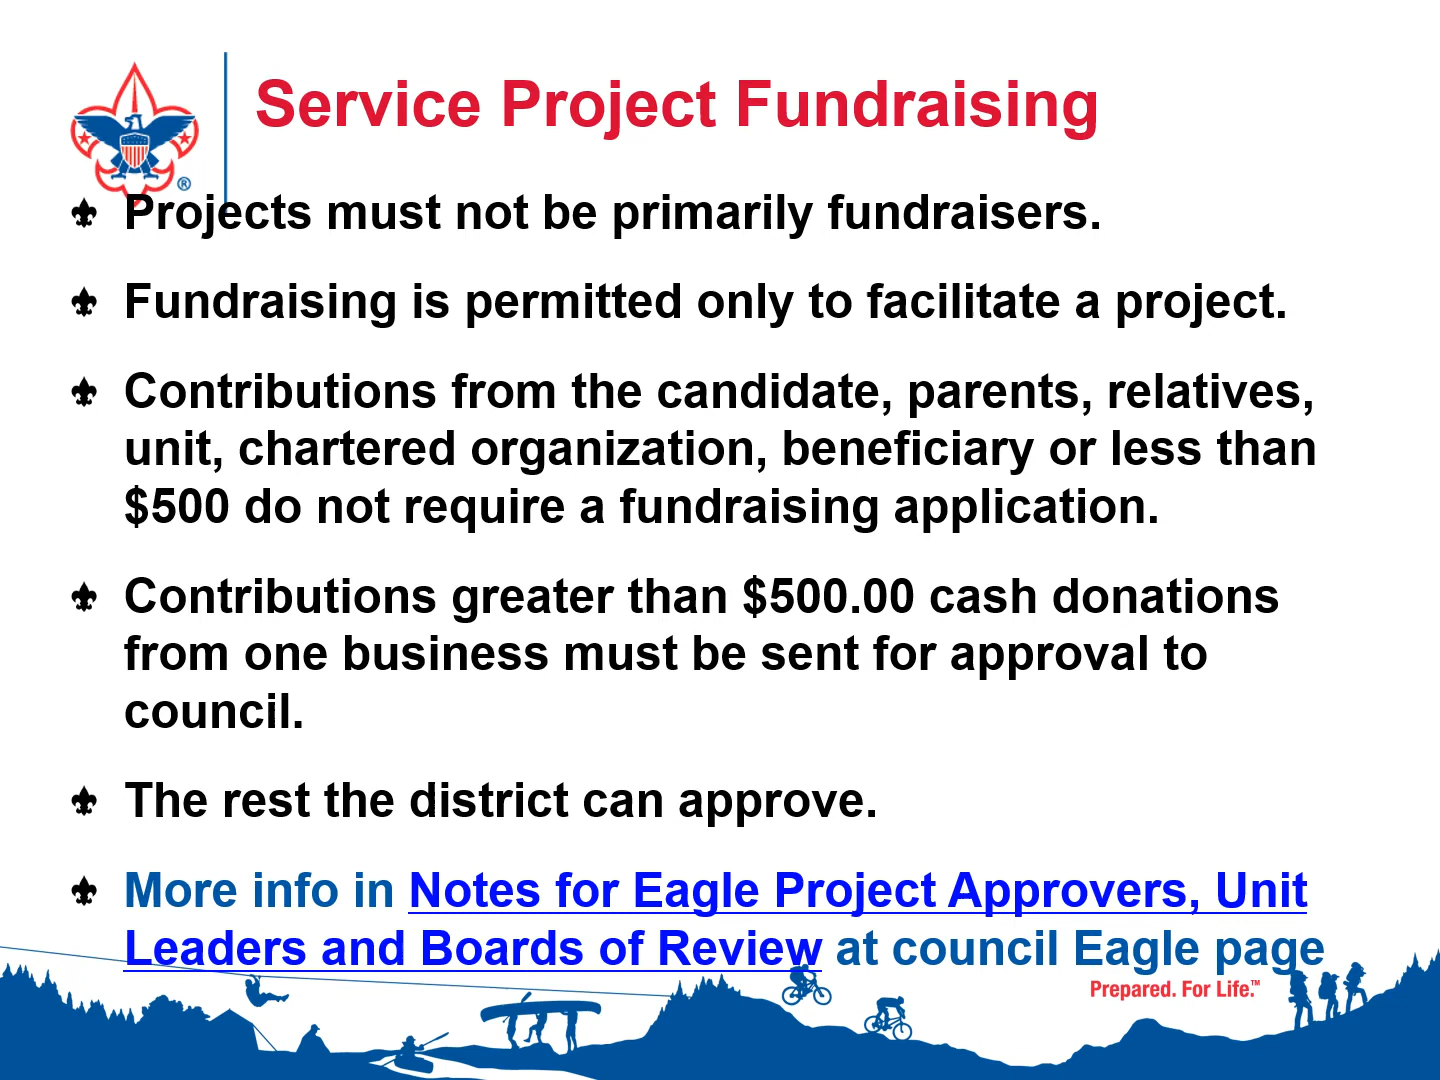 Service Project Fundraising
®
Projects must not be primarily fundraisers.
Fundraising is permitted only to facilitate a project.
Contributions from the candidate, parents, relatives,
unit, chartered organization, beneficiary or less than
$500 do not require a fundraising application.
Contributions greater than $500.00 cash donations
from one business must be sent for approval to
council.
The rest the district can approve.
More info in Notes for Eagle Project Approvers, Unit
Leaders and Boards of Review at council Eagle page
Prepared. For Life.™